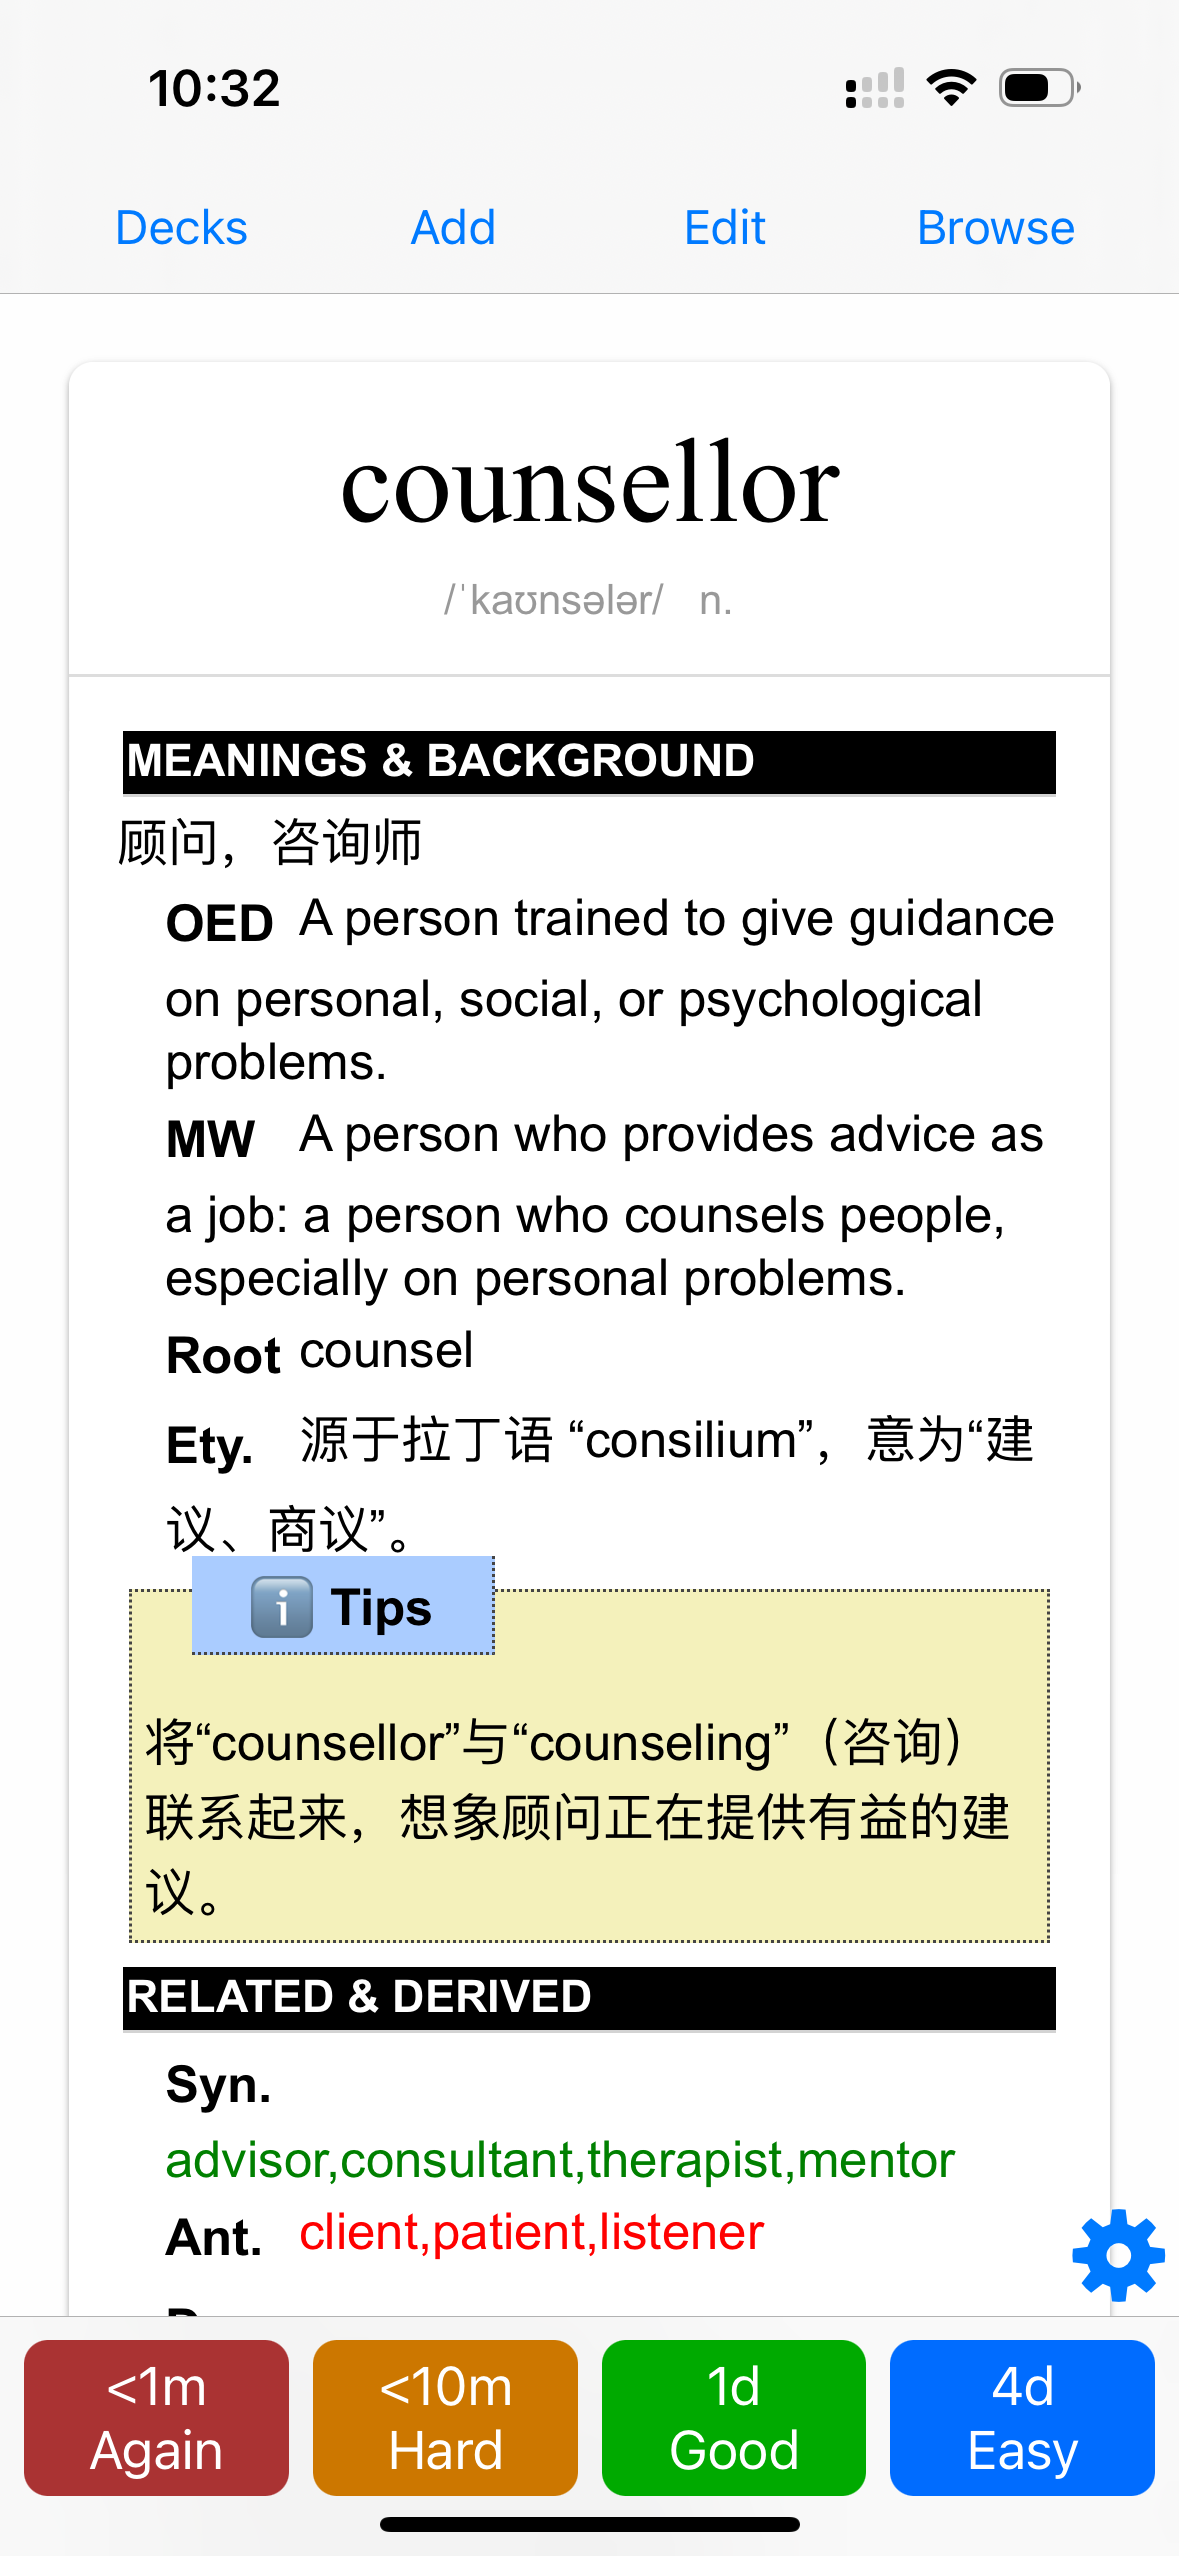 10:32
Decks Add Edit Browse
counsellor
/ˈkaʊnsələr/ n.
MEANINGS & BACKGROUND
顾问，咨询师
OED A person trained to give guidance
on personal, social, or psychological
problems.
MW A person who provides advice as
a job: a person who counsels people,
especially on personal problems.
Root counsel
Ety. 源于拉丁语 “consilium”，意为“建
议、商议”。
Tips
将“counsellor”与“counseling”（咨询）
联系起来，想象顾问正在提供有益的建
议。
RELATED & DERIVED
Syn.
advisor,consultant,therapist,mentor
Ant. client,patient,listener
<1m <10m 1d 4d
Again Hard Good Easy